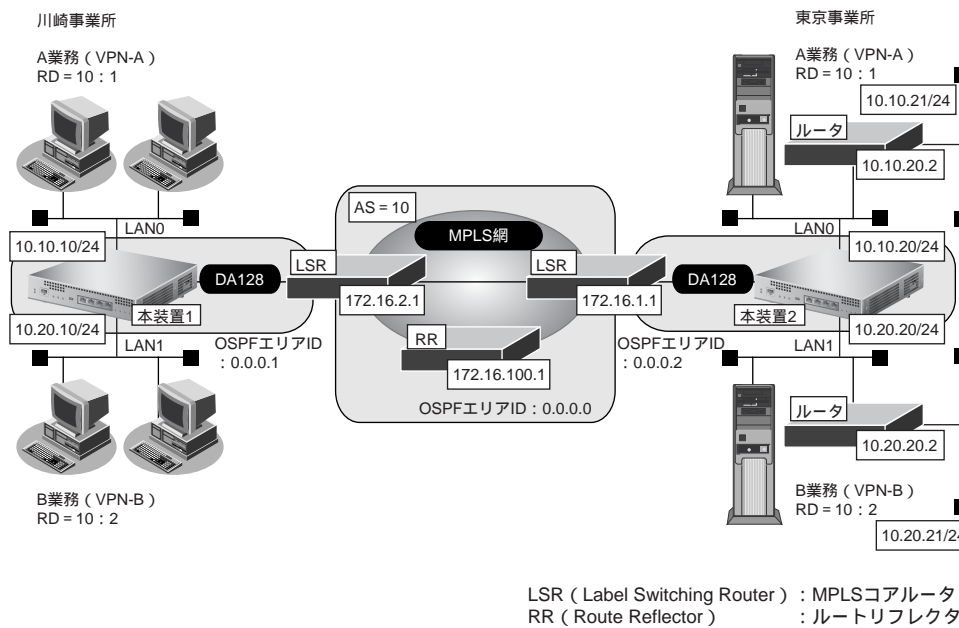 川崎事業所
A業務（VPN-A）
RD = 10：1
LAN0
10.10.10/24
DA128
本装置1
10.20.10/24
LAN1
OSPFエリアID
：0.0.0.1
B業務（VPN-B）
RD = 10：2
AS = 10
MPLS網
LSR
172.16.2.1
LSR
172.16.1.1
RR
172.16.100.1
OSPFエリアID：0.0.0.0
東京事業所
A業務（VPN-A）
RD = 10：1
10.10.21/24
ルータ
10.10.20.2
LAN0
10.10.20/24
DA128
本装置2
10.20.20/24
OSPFエリアID
：0.0.0.2
LAN1
ルータ
10.20.20.2
B業務（VPN-B）
RD = 10：2
10.20.21/24
LSR（Label Switching Router）：MPLSコアルータ
RR（Route Reflector）：ルートリフレクタ